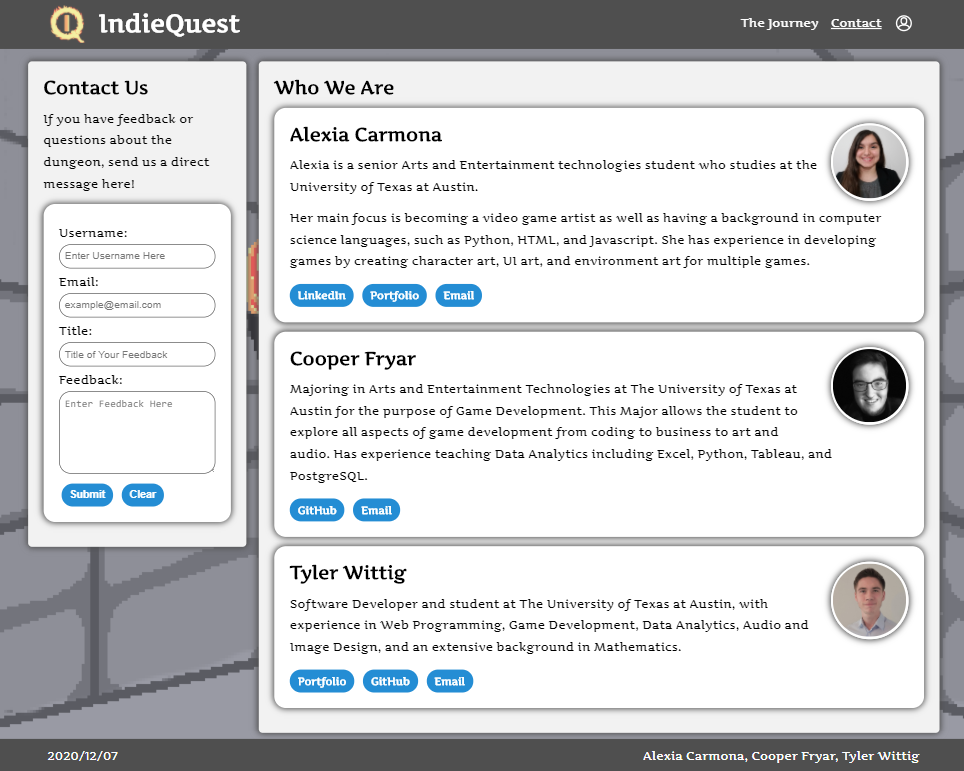 IndieQuest
The Journey Contact
Contact Us
If you have feedback or
questions about the
dungeon, send us a direct
message here!
Username:
Enter Username Here
Email:
example@email.com
Title:
Title of Your Feedback
Feedback:
Enter Feedback Here
Submit Clear
Who We Are
Alexia Carmona
Alexia is a senior Arts and Entertainment technologies student who studies at the
University of Texas at Austin.
Her main focus is becoming a video game artist as well as having a background in computer
science languages, such as Python, HTML, and Javascript. She has experience in developing
games by creating character art, UI art, and environment art for multiple games.
LinkedIn Portfolio Email
Cooper Fryar
Majoring in Arts and Entertainment Technologies at The University of Texas at
Austin for the purpose of Game Development. This Major allows the student to
explore all aspects of game development from coding to business to art and
audio. Has experience teaching Data Analytics including Excel, Python, Tableau, and
PostgreSQL.
GitHub Email
Tyler Wittig
Software Developer and student at The University of Texas at Austin, with
experience in Web Programming, Game Development, Data Analytics, Audio and
Image Design, and an extensive background in Mathematics.
Portfolio GitHub Email
2020/12/07
Alexia Carmona, Cooper Fryar, Tyler Wittig